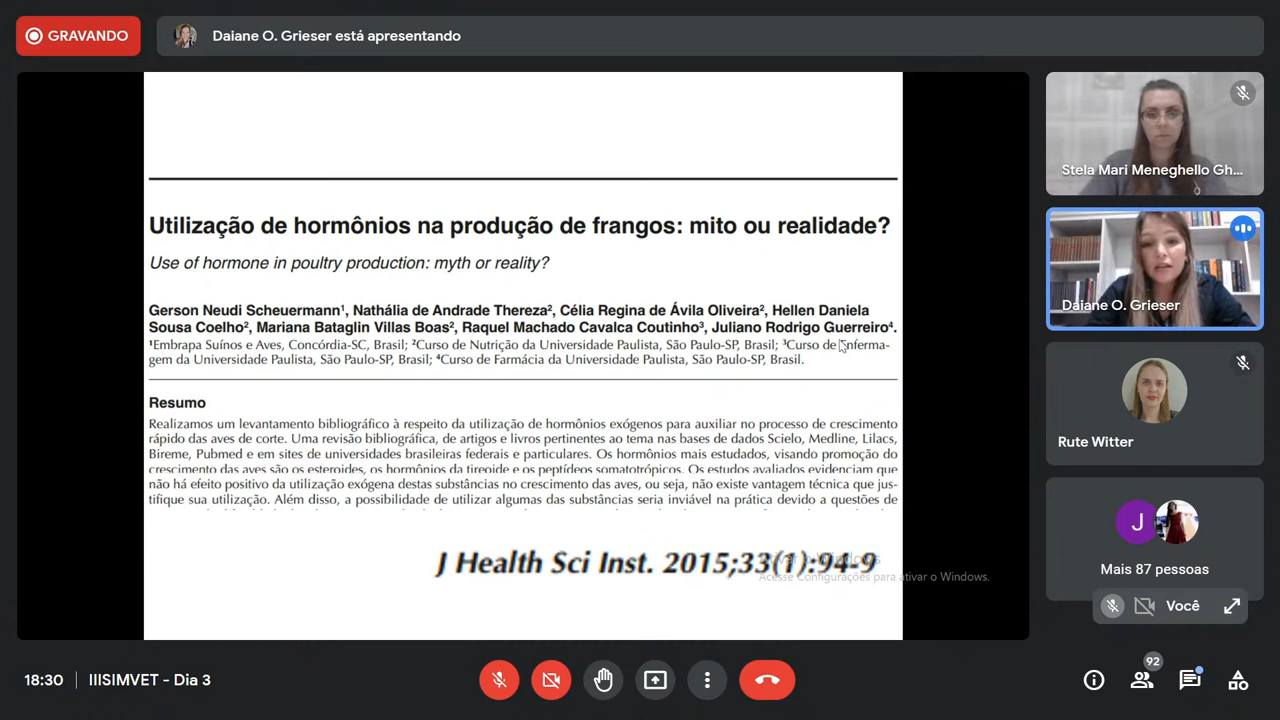 GRAVANDO
Daiane O. Grieser está apresentando
Utilização de hormônios na produção de frangos: mito ou realidade?
Use of hormone in poultry production: myth or reality?
Gerson Neudi Scheuermann¹, Nathália de Andrade Thereza², Célia Regina de Ávila Oliveira², Hellen Daniela
Sousa Coelho², Mariana Bataglin Villas Boas², Raquel Machado Cavalca Coutinho³, Juliano Rodrigo Guerreiro⁴.
¹Embrapa Suínos e Aves, Concórdia-SC, Brasil; ²Curso de Nutrição da Universidade Paulista, São Paulo-SP, Brasil; ³Curso de Enferma-
gem da Universidade Paulista, São Paulo-SP, Brasil; ⁴Curso de Farmácia da Universidade Paulista, São Paulo-SP, Brasil.
Resumo
Realizamos um levantamento bibliográfico à respeito da utilização de hormônios exógenos para auxiliar no processo de crescimento
rápido das aves de corte. Uma revisão bibliográfica, de artigos e livros pertinentes ao tema nas bases de dados Scielo, Medline, Lilacs,
Bireme, Pubmed e em sites de universidades brasileiras federais e particulares. Os hormônios mais estudados, visando promoção do
crescimento das aves são os esteroides, os hormônios da tireoide e os peptídeos somatotrópicos. Os estudos avaliados evidenciam que
não há efeito positivo da utilização exógena destas substâncias no crescimento das aves, ou seja, não existe vantagem técnica que jus-
tifique sua utilização. Além disso, a possibilidade de utilizar algumas das substâncias seria inviável na prática devido a questões de
J Health Sci Inst. 2015;33(1):94-9
Ativar o Windows
Acesse Configurações para ativar o Windows.
Stela Mari Meneghello Gh...
Daiane O. Grieser
Rute Witter
J
Mais 87 pessoas
Você
18:30 IIISIMVET - Dia 3
92